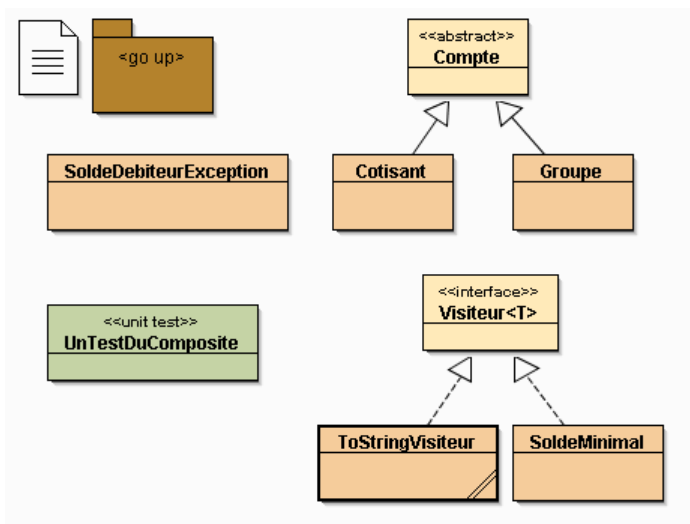 <go up>
<<abstract>>
Compte
SoldeDebiteurException
Cotisant
Groupe
<<interface>>
Visiteur<T>
<<unit test>>
UnTestDuComposite
ToStringVisiteur
SoldeMinimal